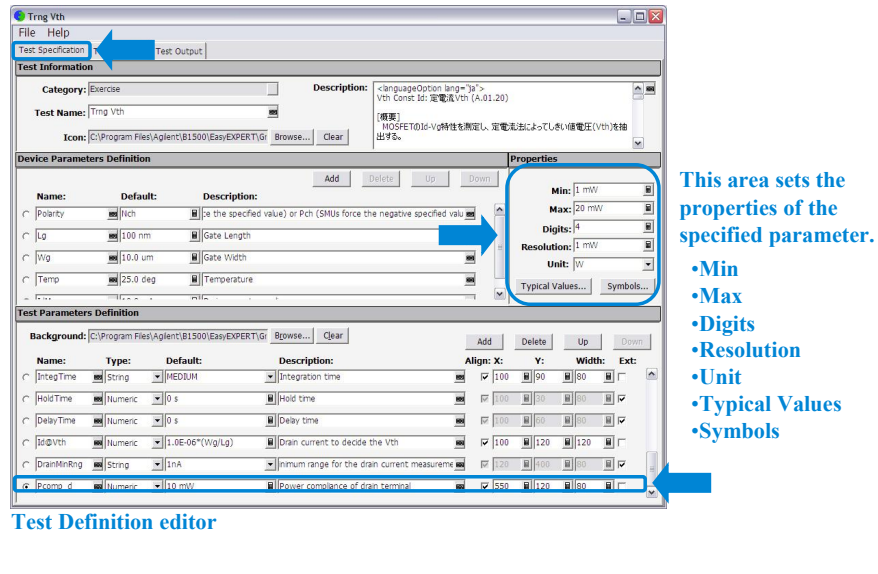 Trng Vth
File Help
Test Specification Test Output
Test Information
Category: Exercise
Test Name: Trng Vth
Icon: C:\Program Files\Agilent\B1500\EasyEXPERT\Gr Browse... Clear
Description: <languageOption lang="ja">
Vth Const Id: 定電流Vth (A.01.20)
[概要]
MOSFETのId-Vg特性を測定し、定電流法によってしきい値電圧(Vth)を抽
出する。
Device Parameters Definition
Add Delete Up Down
Name: Default: Description:
Polarity Nch ce the specified value) or Pch (SMUs force the negative specified valu
Lg 100 nm Gate Length
Wg 10.0 um Gate Width
Temp 25.0 deg Temperature
Properties
Min: 1 mW
Max: 20 mW
Digits: 4
Resolution: 1 mW
Unit: W
Typical Values... Symbols...
Test Parameters Definition
Background: C:\Program Files\Agilent\B1500\EasyEXPERT\Gr Browse... Clear
Add Delete Up Down
Name: Type: Default: Description: Align: X: Y: Width: Ext:
IntegTime String MEDIUM Integration time 100 90 80
HoldTime Numeric 0 s Hold time 100 30 80
DelayTime Numeric 0 s Delay time 100 60 80
Id@Vth Numeric 1.0E-06*(Wg/Lg) Drain current to decide the Vth 100 120 120
DrainMinRng String 1nA inimum range for the drain current measureme 120 400 80
Pcomp_d Numeric 10 mW Power compliance of drain terminal 550 120 80
This area sets the
properties of the
specified parameter.
•Min
•Max
•Digits
•Resolution
•Unit
•Typical Values
•Symbols
Test Definition editor